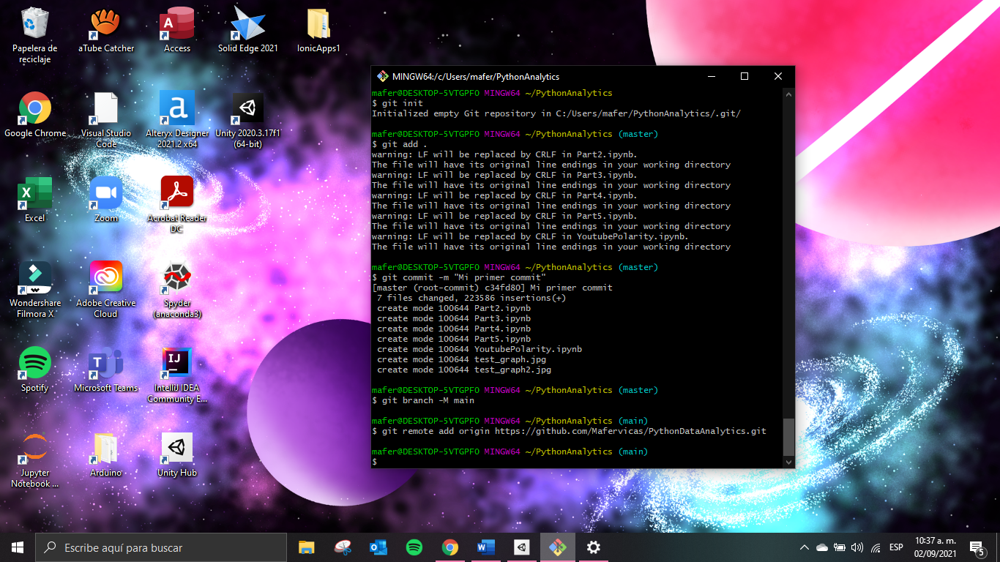 Papelera de
reciclaje
aTube Catcher
Access
Solid Edge 2021
IonicApps1
Google Chrome
Visual Studio
Code
Alteryx Designer
2021.2 x64
Unity 2020.3.17f1
(64-bit)
Excel
Zoom
Acrobat Reader
DC
Wondershare
Filmora X
Adobe Creative
Cloud
Spyder
(anaconda3)
Spotify
Microsoft Teams
IntelliJ IDEA
Community E...
Jupyter
Notebook ...
Arduino
Unity Hub
MINGW64:/c/Users/mafer/PythonAnalytics
mafer@DESKTOP-5VTGPFO MINGW64 ~/PythonAnalytics
$ git init
Initialized empty Git repository in C:/Users/mafer/PythonAnalytics/.git/
mafer@DESKTOP-5VTGPFO MINGW64 ~/PythonAnalytics (master)
$ git add .
warning: LF will be replaced by CRLF in Part2.ipynb.
The file will have its original line endings in your working directory
warning: LF will be replaced by CRLF in Part3.ipynb.
The file will have its original line endings in your working directory
warning: LF will be replaced by CRLF in Part4.ipynb.
The file will have its original line endings in your working directory
warning: LF will be replaced by CRLF in Part5.ipynb.
The file will have its original line endings in your working directory
warning: LF will be replaced by CRLF in YoutubePolarity.ipynb.
The file will have its original line endings in your working directory
mafer@DESKTOP-5VTGPFO MINGW64 ~/PythonAnalytics (master)
$ git commit -m "Mi primer commit"
[master (root-commit) c34fd80] Mi primer commit
7 files changed, 223586 insertions(+)
create mode 100644 Part2.ipynb
create mode 100644 Part3.ipynb
create mode 100644 Part4.ipynb
create mode 100644 Part5.ipynb
create mode 100644 YoutubePolarity.ipynb
create mode 100644 test_graph.jpg
create mode 100644 test_graph2.jpg
mafer@DESKTOP-5VTGPFO MINGW64 ~/PythonAnalytics (master)
$ git branch -M main
mafer@DESKTOP-5VTGPFO MINGW64 ~/PythonAnalytics (main)
$ git remote add origin https://github.com/Mafervicas/PythonDataAnalytics.git
mafer@DESKTOP-5VTGPFO MINGW64 ~/PythonAnalytics (main)
$
Escribe aquí para buscar
ESP
10:37 a. m.
02/09/2021
5